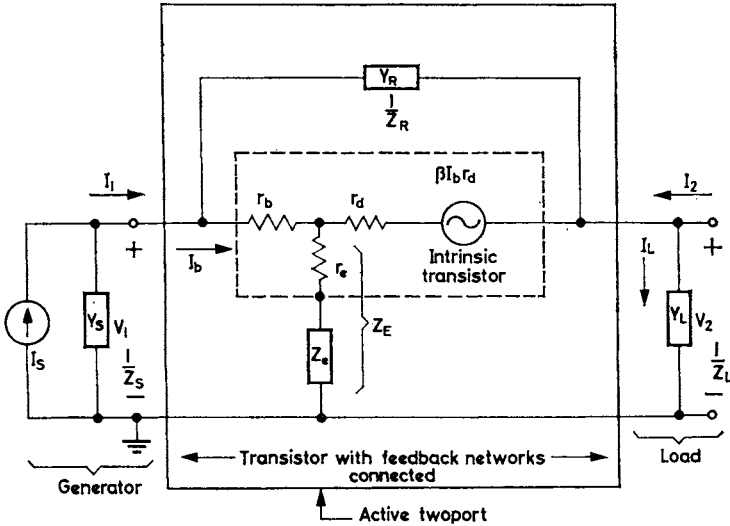 Y_R
1
Z_R
βI_b r_d
I_1
r_b
r_d
I_2
+
I_b
Intrinsic
transistor
I_L
+
r_e
Z_E
I_S
Y_S
V_1
Z_e
Y_L
V_2
1
Z_S
1
Z_L
−
−
Transistor with feedback networks
connected
Generator
Load
Active twoport